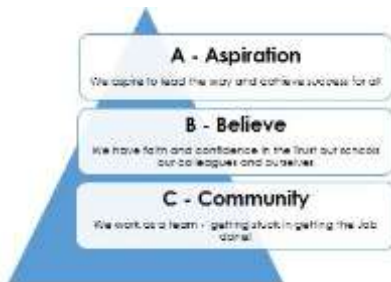 A - Aspiration
We aspire to lead the way and achieve success for all
B - Believe
We have faith and confidence in the Trust our schools
our colleagues and ourselves
C - Community
We work as a team - getting stuck in getting the Job
done!